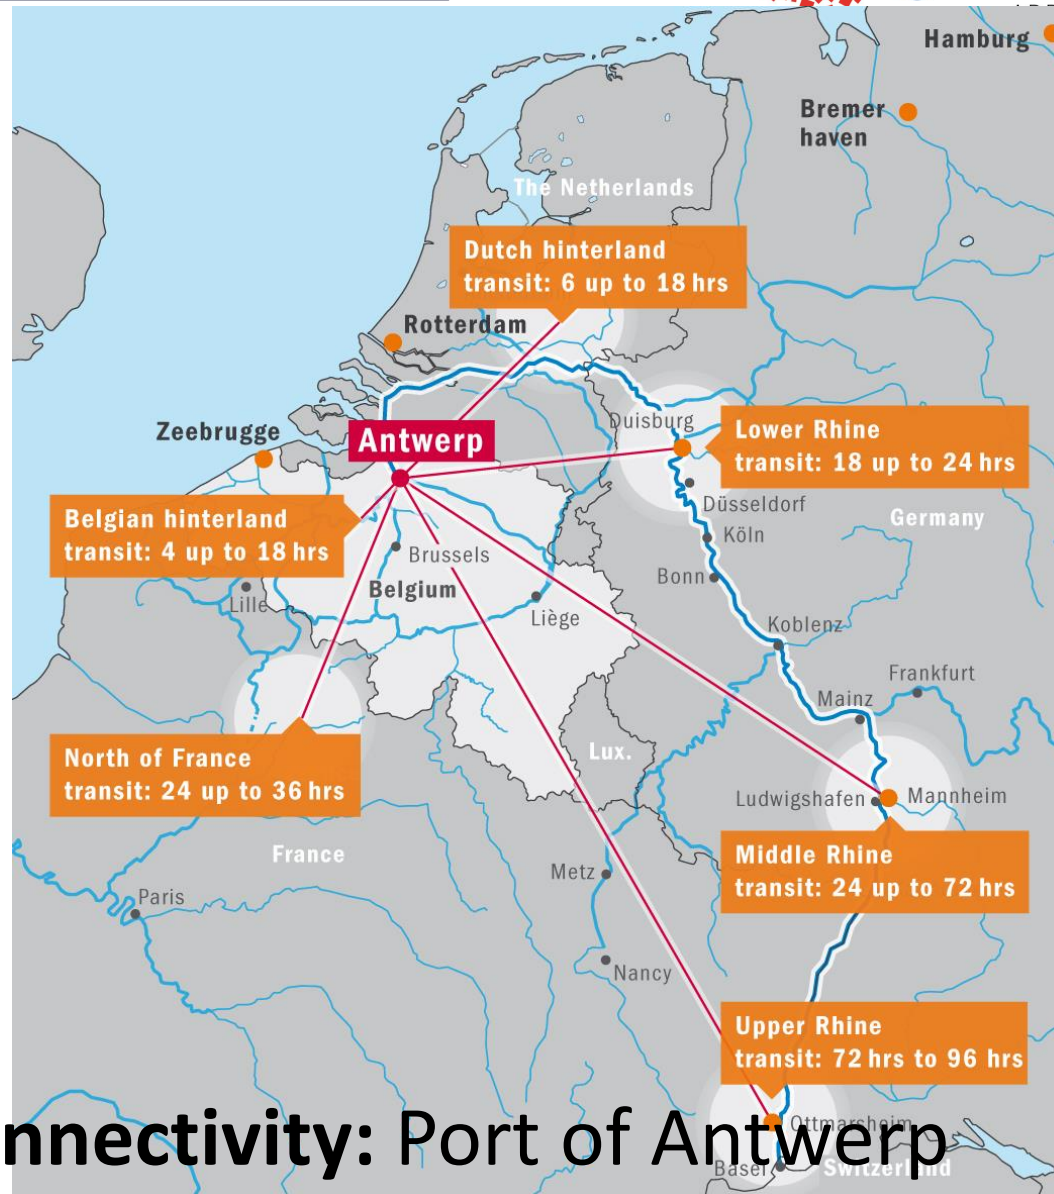 Hamburg
Bremer
haven
The Netherlands
Dutch hinterland
transit: 6 up to 18 hrs
Rotterdam
Duisburg
Zeebrugge
Antwerp
Lower Rhine
transit: 18 up to 24 hrs
Düsseldorf
Belgian hinterland
transit: 4 up to 18 hrs
Germany
Köln
Brussels
Bonn
Belgium
Lille
Liège
Koblenz
Frankfurt
Mainz
North of France
transit: 24 up to 36 hrs
Lux.
Ludwigshafen
Mannheim
France
Middle Rhine
transit: 24 up to 72 hrs
Metz
Paris
Nancy
Upper Rhine
transit: 72 hrs to 96 hrs
Ottmarsheim
nnectivity: Port of Antwerp
Basel
Switzerland